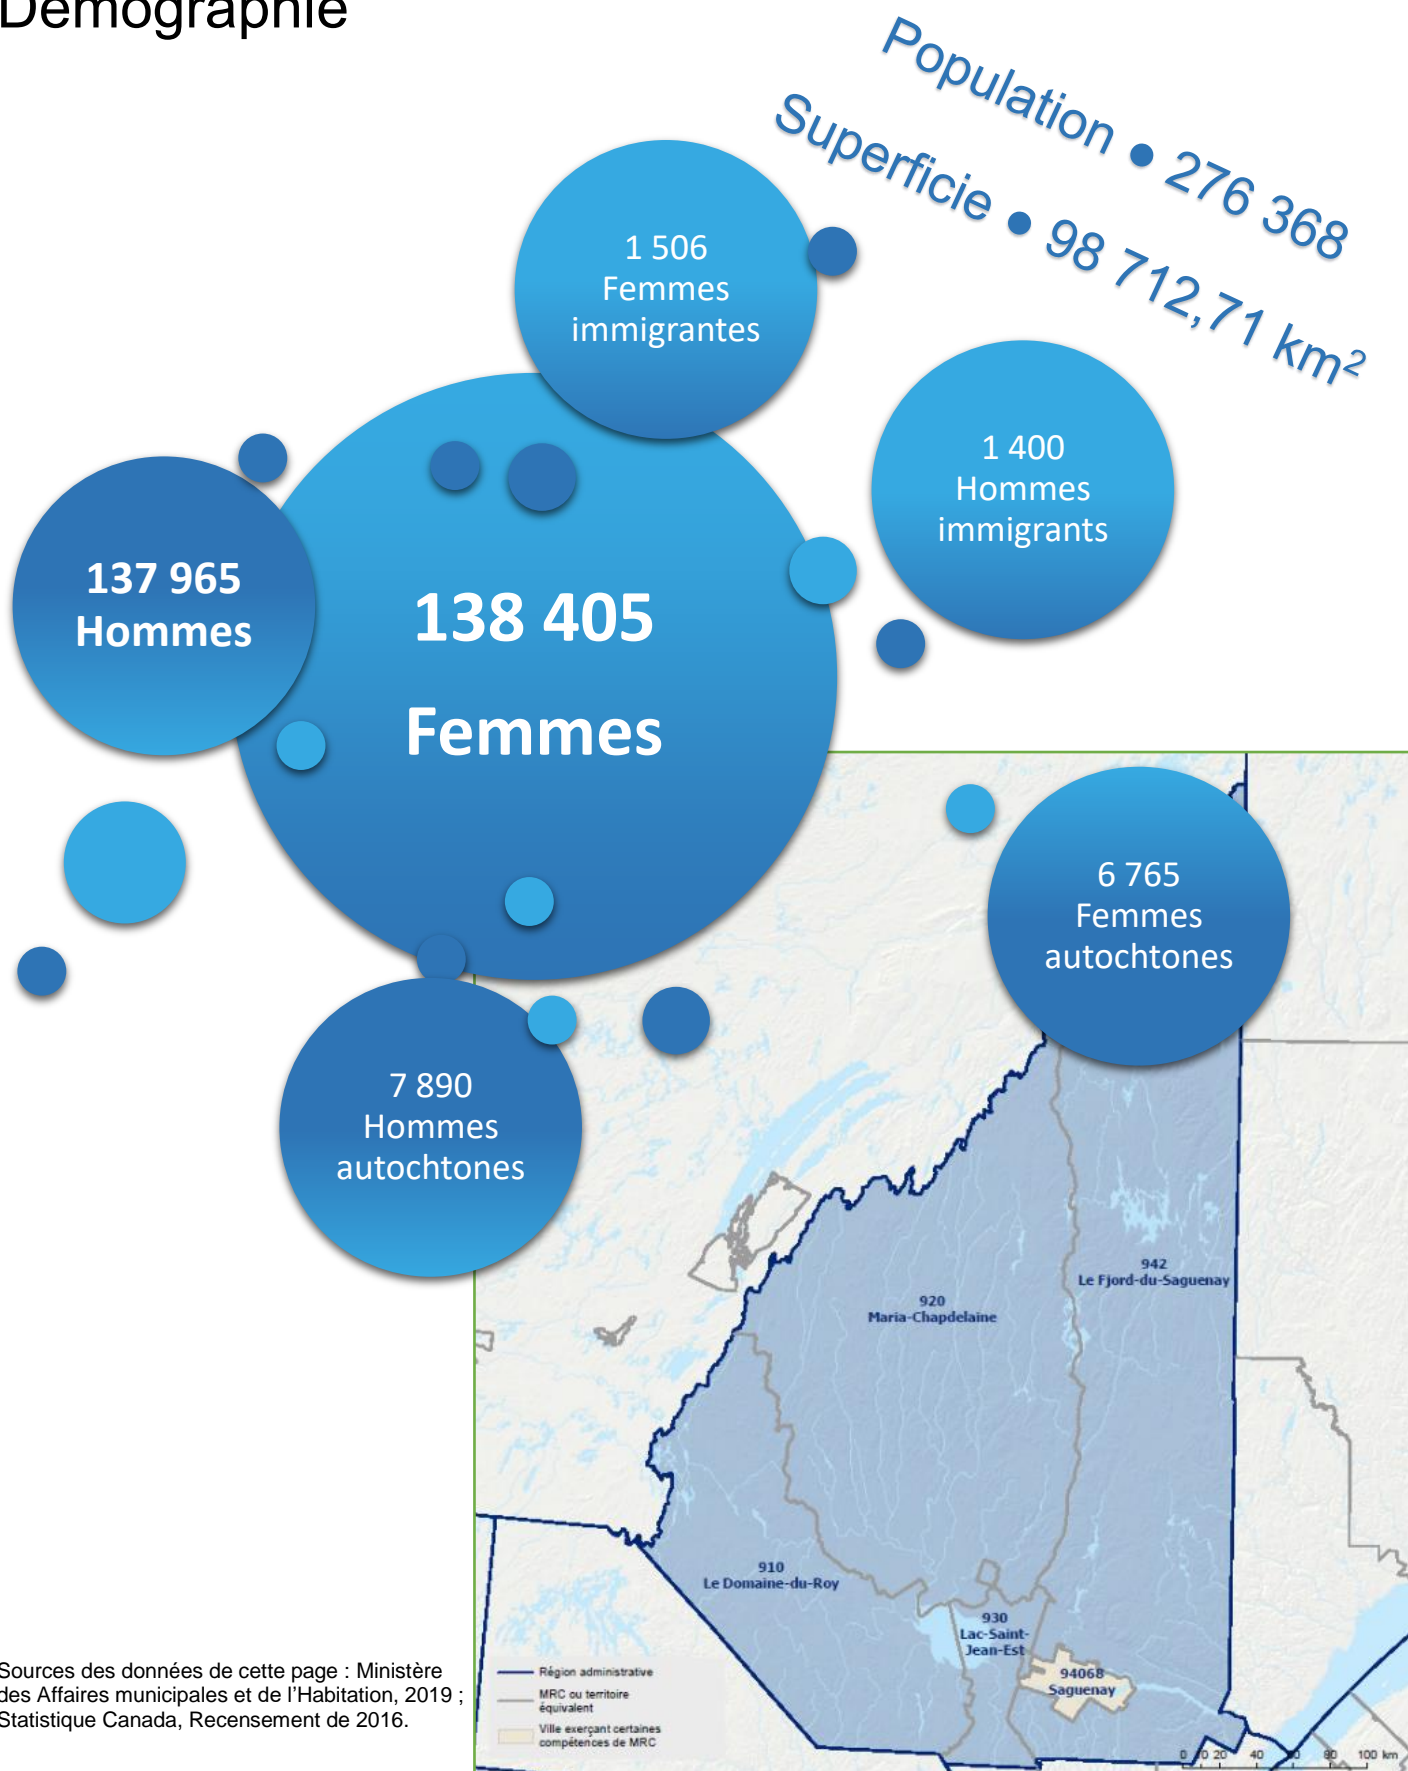 Démographie
Population • 276 368
Superficie • 98 712,71 km²
1 506
Femmes
immigrantes
1 400
Hommes
immigrants
137 965
Hommes
138 405
Femmes
6 765
Femmes
autochtones
7 890
Hommes
autochtones
942
Le Fjord-du-Saguenay
920
Maria-Chapdelaine
910
Le Domaine-du-Roy
930
Lac-Saint-
Jean-Est
94068
Saguenay
Région administrative
MRC ou territoire
équivalent
Ville exerçant certaines
compétences de MRC
0 10 20 40 60 80 100 km
Sources des données de cette page : Ministère
des Affaires municipales et de l’Habitation, 2019 ;
Statistique Canada, Recensement de 2016.